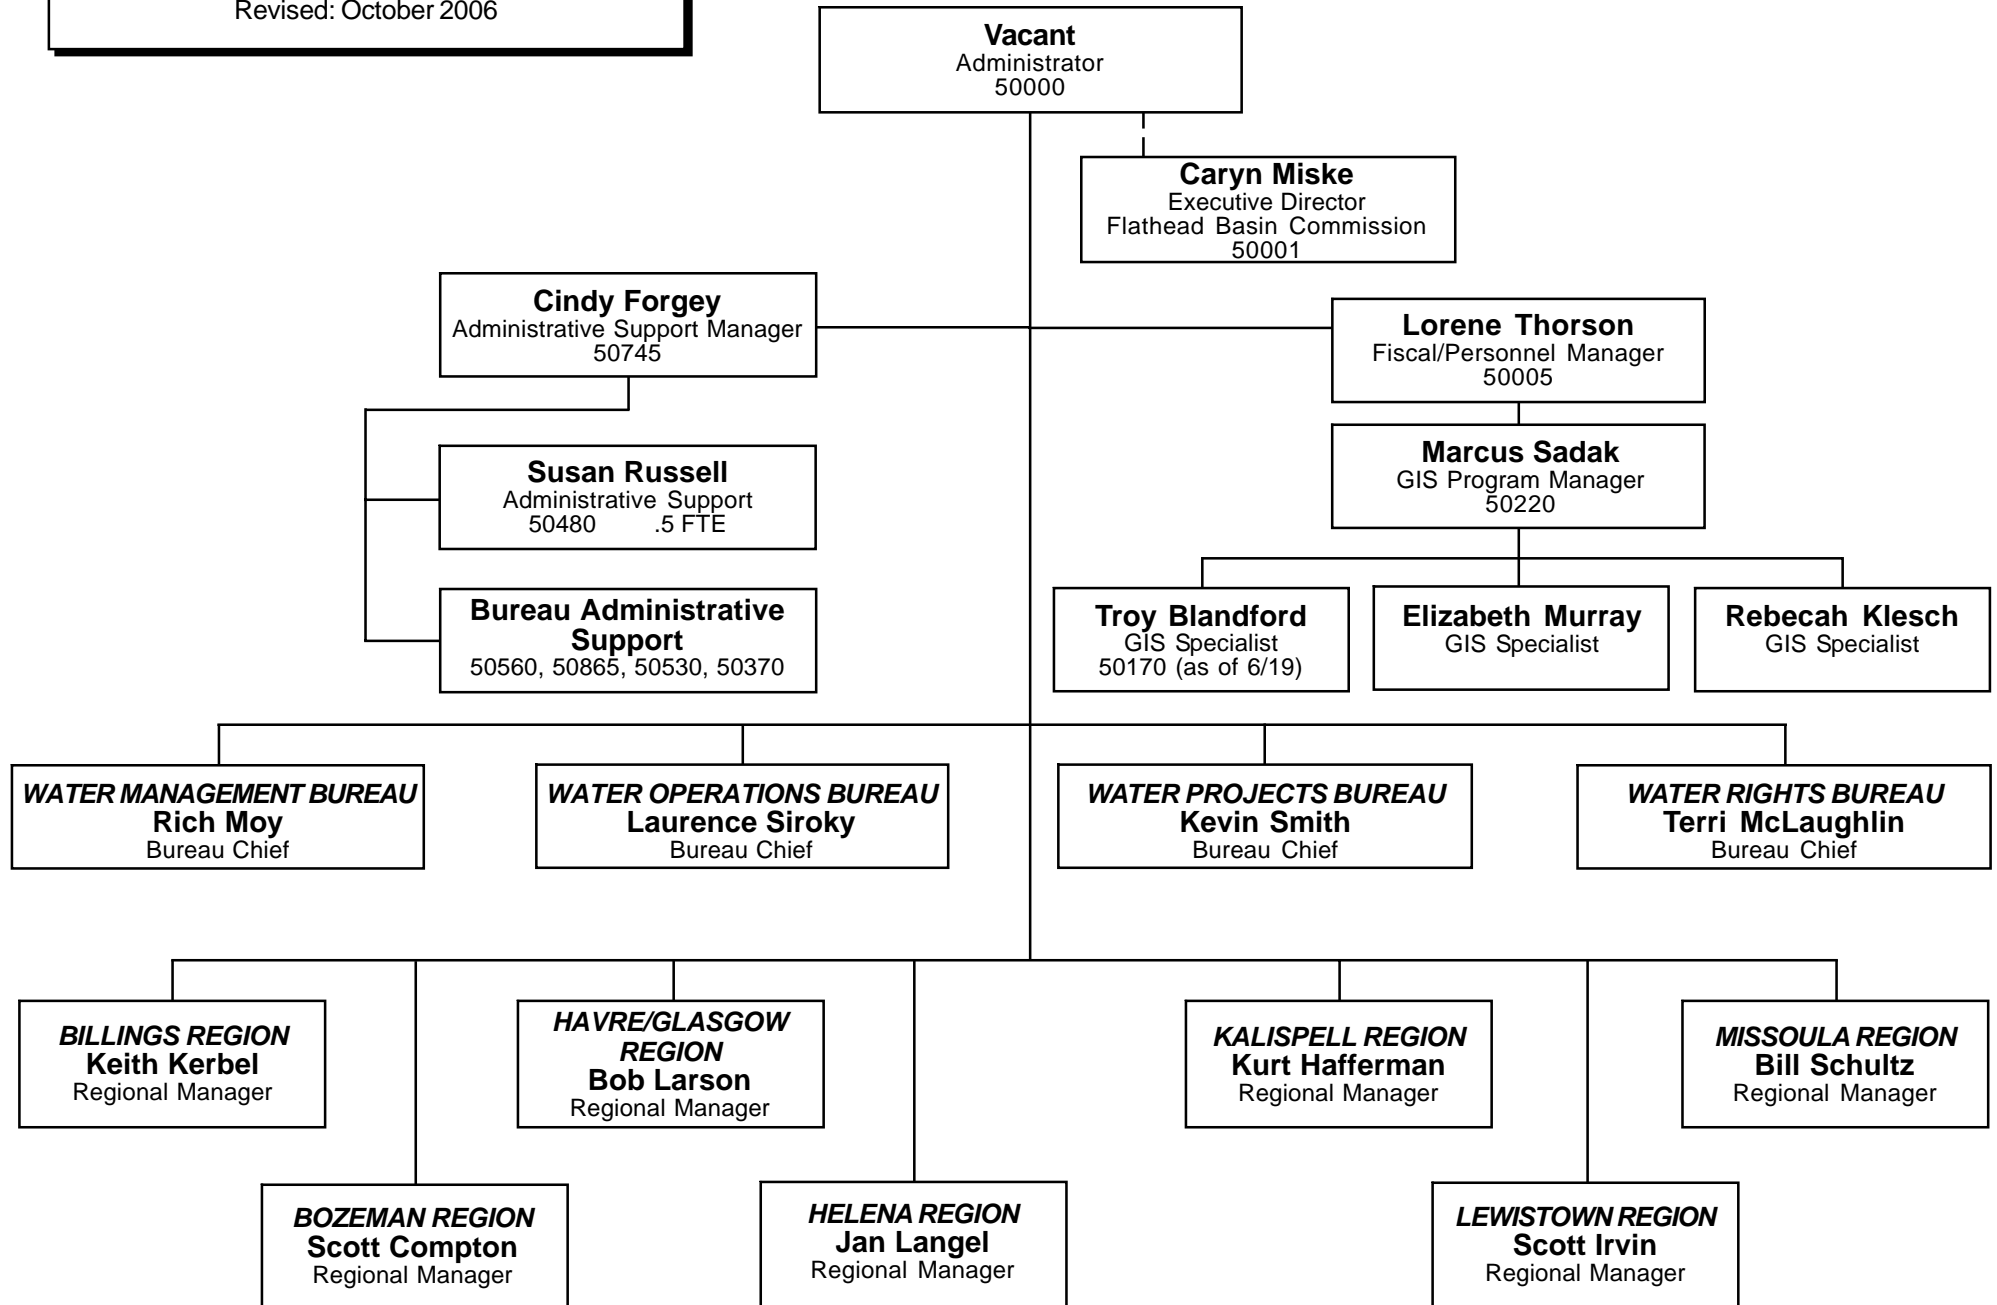 Revised: October 2006
Vacant
Administrator
50000
Caryn Miske
Executive Director
Flathead Basin Commission
50001
Cindy Forgey
Administrative Support Manager
50745
Lorene Thorson
Fiscal/Personnel Manager
50005
Susan Russell
Administrative Support
50480 .5 FTE
Marcus Sadak
GIS Program Manager
50220
Bureau Administrative
Support
50560, 50865, 50530, 50370
Troy Blandford
GIS Specialist
50170 (as of 6/19)
Elizabeth Murray
GIS Specialist
Rebecah Klesch
GIS Specialist
WATER MANAGEMENT BUREAU
Rich Moy
Bureau Chief
WATER OPERATIONS BUREAU
Laurence Siroky
Bureau Chief
WATER PROJECTS BUREAU
Kevin Smith
Bureau Chief
WATER RIGHTS BUREAU
Terri McLaughlin
Bureau Chief
BILLINGS REGION
Keith Kerbel
Regional Manager
HAVRE/GLASGOW
REGION
Bob Larson
Regional Manager
KALISPELL REGION
Kurt Hafferman
Regional Manager
MISSOULA REGION
Bill Schultz
Regional Manager
BOZEMAN REGION
Scott Compton
Regional Manager
HELENA REGION
Jan Langel
Regional Manager
LEWISTOWN REGION
Scott Irvin
Regional Manager